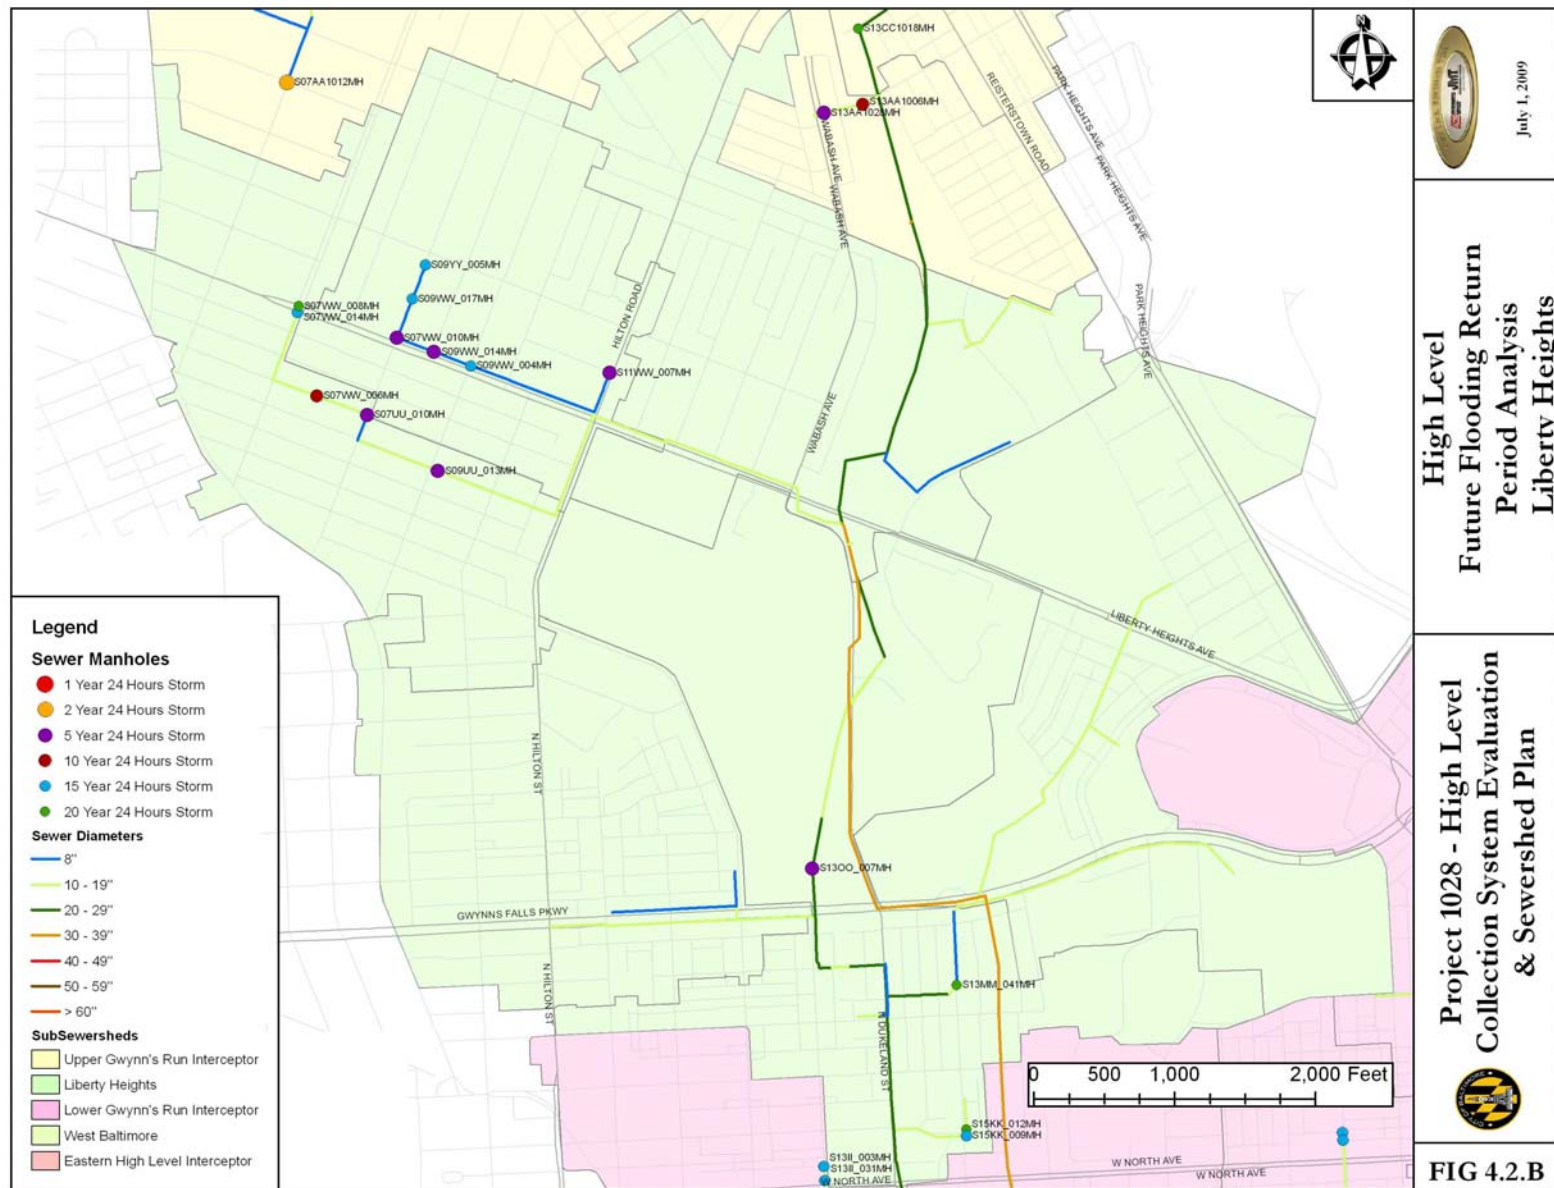 S13CC1018MH
S07AA1012MH
S13AA1006MH
S13AA1028MH
REISTERSTOWN ROAD
PARK HEIGHTS AVE
PARK HEIGHTS AVE
WABASH AVE
WABASH AVE
S09YY_005MH
S09WW_017MH
S07WW_008MH
S07WW_014MH
S07WW_010MH
S09WW_014MH
S09WW_004MH
HILTON ROAD
S11WW_007MH
PARK HEIGHTS AVE
S07WW_006MH
S07UU_010MH
WABASH AVE
S09UU_013MH
LIBERTY HEIGHTS AVE
N HILTON ST
S13OO_007MH
GWYNNS FALLS PKWY
N HILTON ST
S13MM_041MH
N DUKELAND ST
S15KK_012MH
S15KK_009MH
S13II_003MH
S13II_031MH
W NORTH AVE
W NORTH AVE
W NORTH AVE
0 500 1,000 2,000 Feet
Legend
Sewer Manholes
1 Year 24 Hours Storm
2 Year 24 Hours Storm
5 Year 24 Hours Storm
10 Year 24 Hours Storm
15 Year 24 Hours Storm
20 Year 24 Hours Storm
Sewer Diameters
8"
10 - 19"
20 - 29"
30 - 39"
40 - 49"
50 - 59"
> 60"
SubSewersheds
Upper Gwynn's Run Interceptor
Liberty Heights
Lower Gwynn's Run Interceptor
West Baltimore
Eastern High Level Interceptor
N
JMT
July 1, 2009
High Level
Future Flooding Return
Period Analysis
Liberty Heights
Project 1028 - High Level
Collection System Evaluation
& Sewershed Plan
CITY OF BALTIMORE
FIG 4.2.B